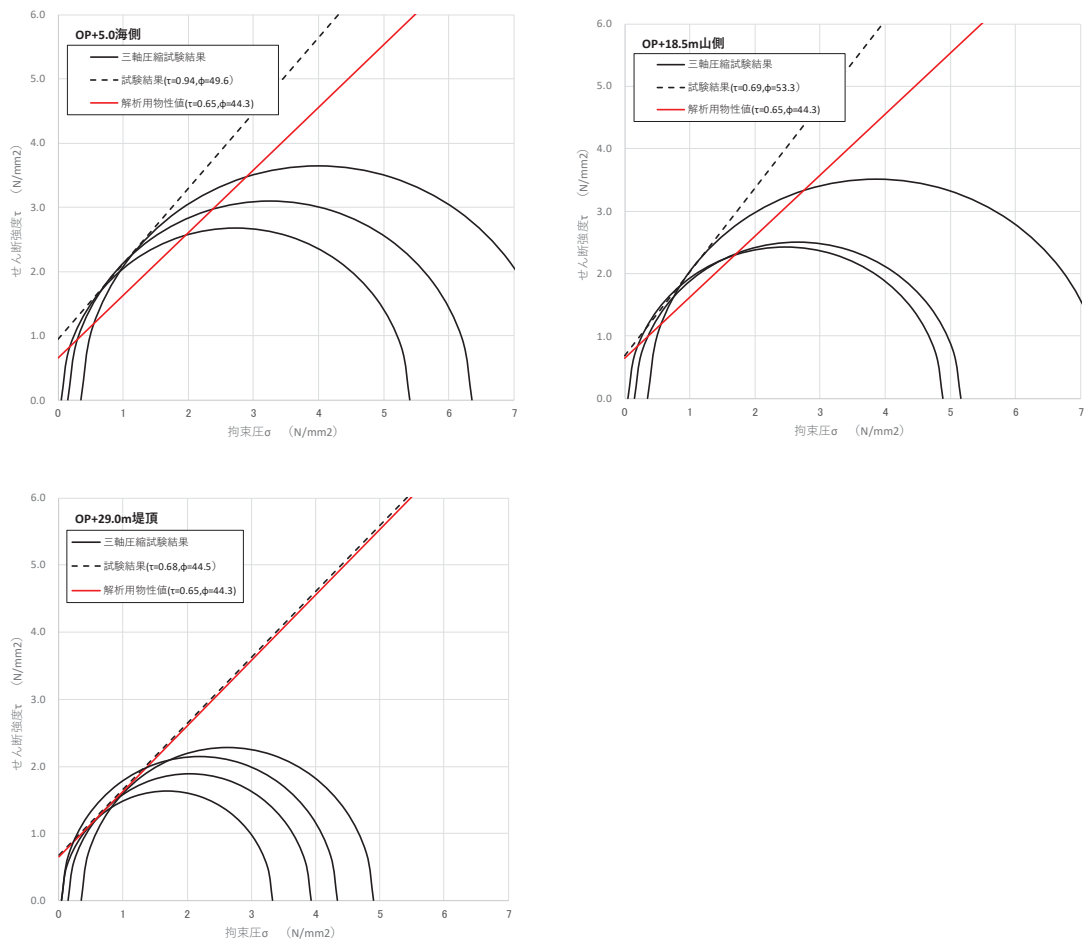 OP+5.0海側
三軸圧縮試験結果
試験結果(τ=0.94,ϕ=49.6)
解析用物性値(τ=0.65,ϕ=44.3)
6.0
5.0
4.0
3.0
2.0
1.0
0.0
せん断強度τ （N/mm2）
0 1 2 3 4 5 6 7
拘束圧σ （N/mm2）
OP+18.5m山側
三軸圧縮試験結果
試験結果(τ=0.69,ϕ=53.3)
解析用物性値(τ=0.65,ϕ=44.3)
6.0
5.0
4.0
3.0
2.0
1.0
0.0
せん断強度τ （N/mm2）
0 1 2 3 4 5 6 7
拘束圧σ （N/mm2）
OP+29.0m堤頂
三軸圧縮試験結果
試験結果(τ=0.68,ϕ=44.5)
解析用物性値(τ=0.65,ϕ=44.3)
6.0
5.0
4.0
3.0
2.0
1.0
0.0
せん断強度τ （N/mm2）
0 1 2 3 4 5 6 7
拘束圧σ （N/mm2）